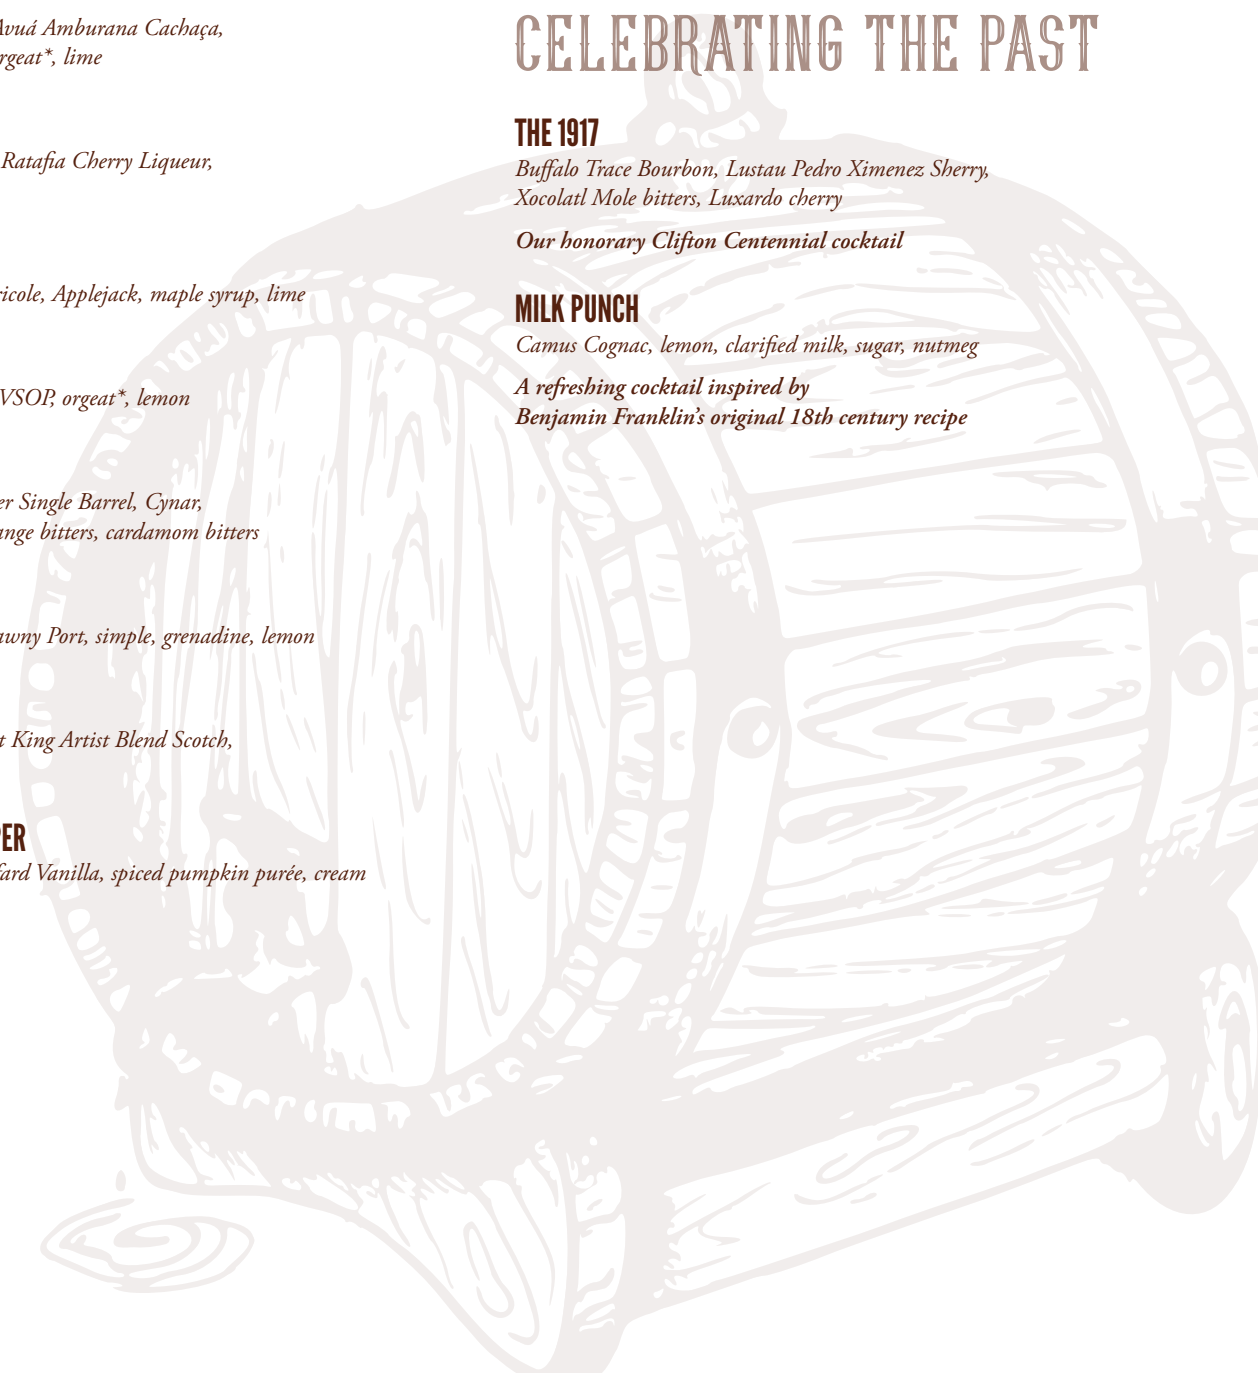 Avuá Amburana Cachaça,
rgeat*, lime
Ratafia Cherry Liqueur,
ricole, Applejack, maple syrup, lime
VSOP, orgeat*, lemon
er Single Barrel, Cynar,
ange bitters, cardamom bitters
awny Port, simple, grenadine, lemon
t King Artist Blend Scotch,
PER
fard Vanilla, spiced pumpkin purée, cream
CELEBRATING THE PAST
THE 1917
Buffalo Trace Bourbon, Lustau Pedro Ximenez Sherry,
Xocolatl Mole bitters, Luxardo cherry
Our honorary Clifton Centennial cocktail
MILK PUNCH
Camus Cognac, lemon, clarified milk, sugar, nutmeg
A refreshing cocktail inspired by
Benjamin Franklin's original 18th century recipe